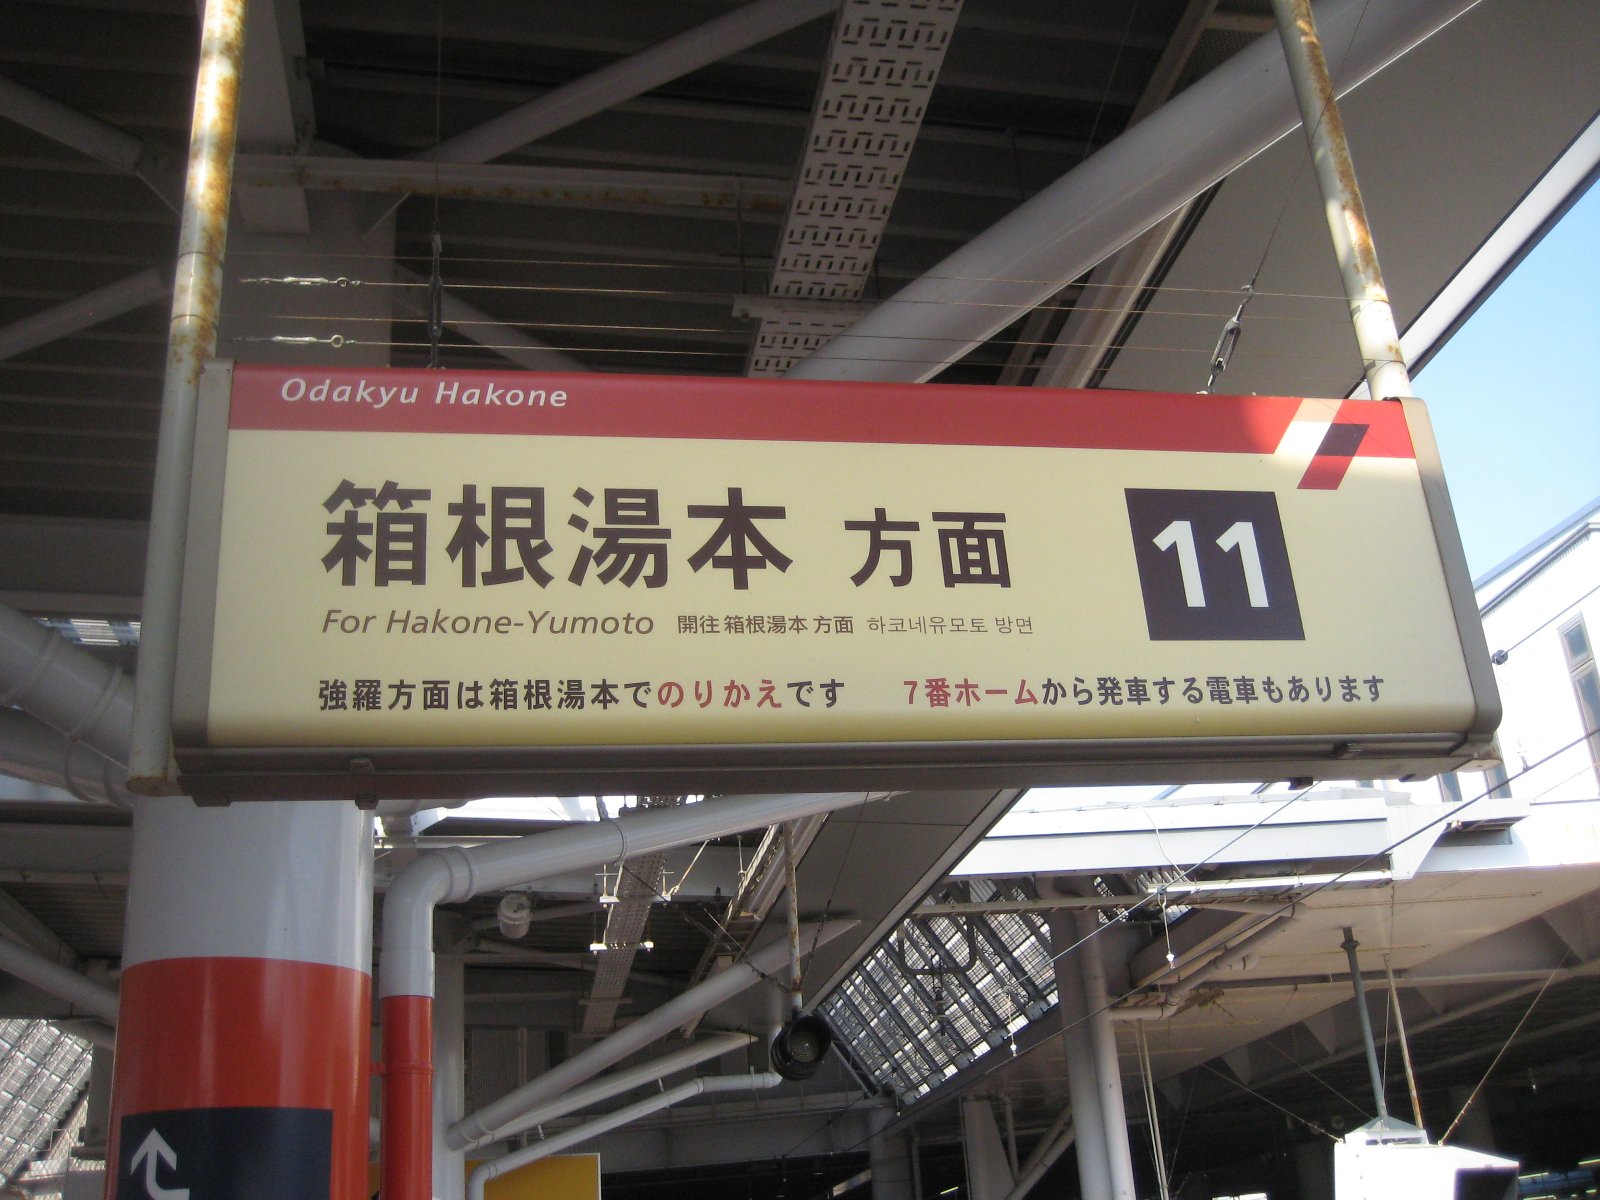 Odakyu Hakone
箱根湯本 方面 11
For Hakone-Yumoto 開往 箱根湯本 方面 하코네유모토 방면
強羅方面は箱根湯本でのりかえです 7番ホームから発車する電車もあります